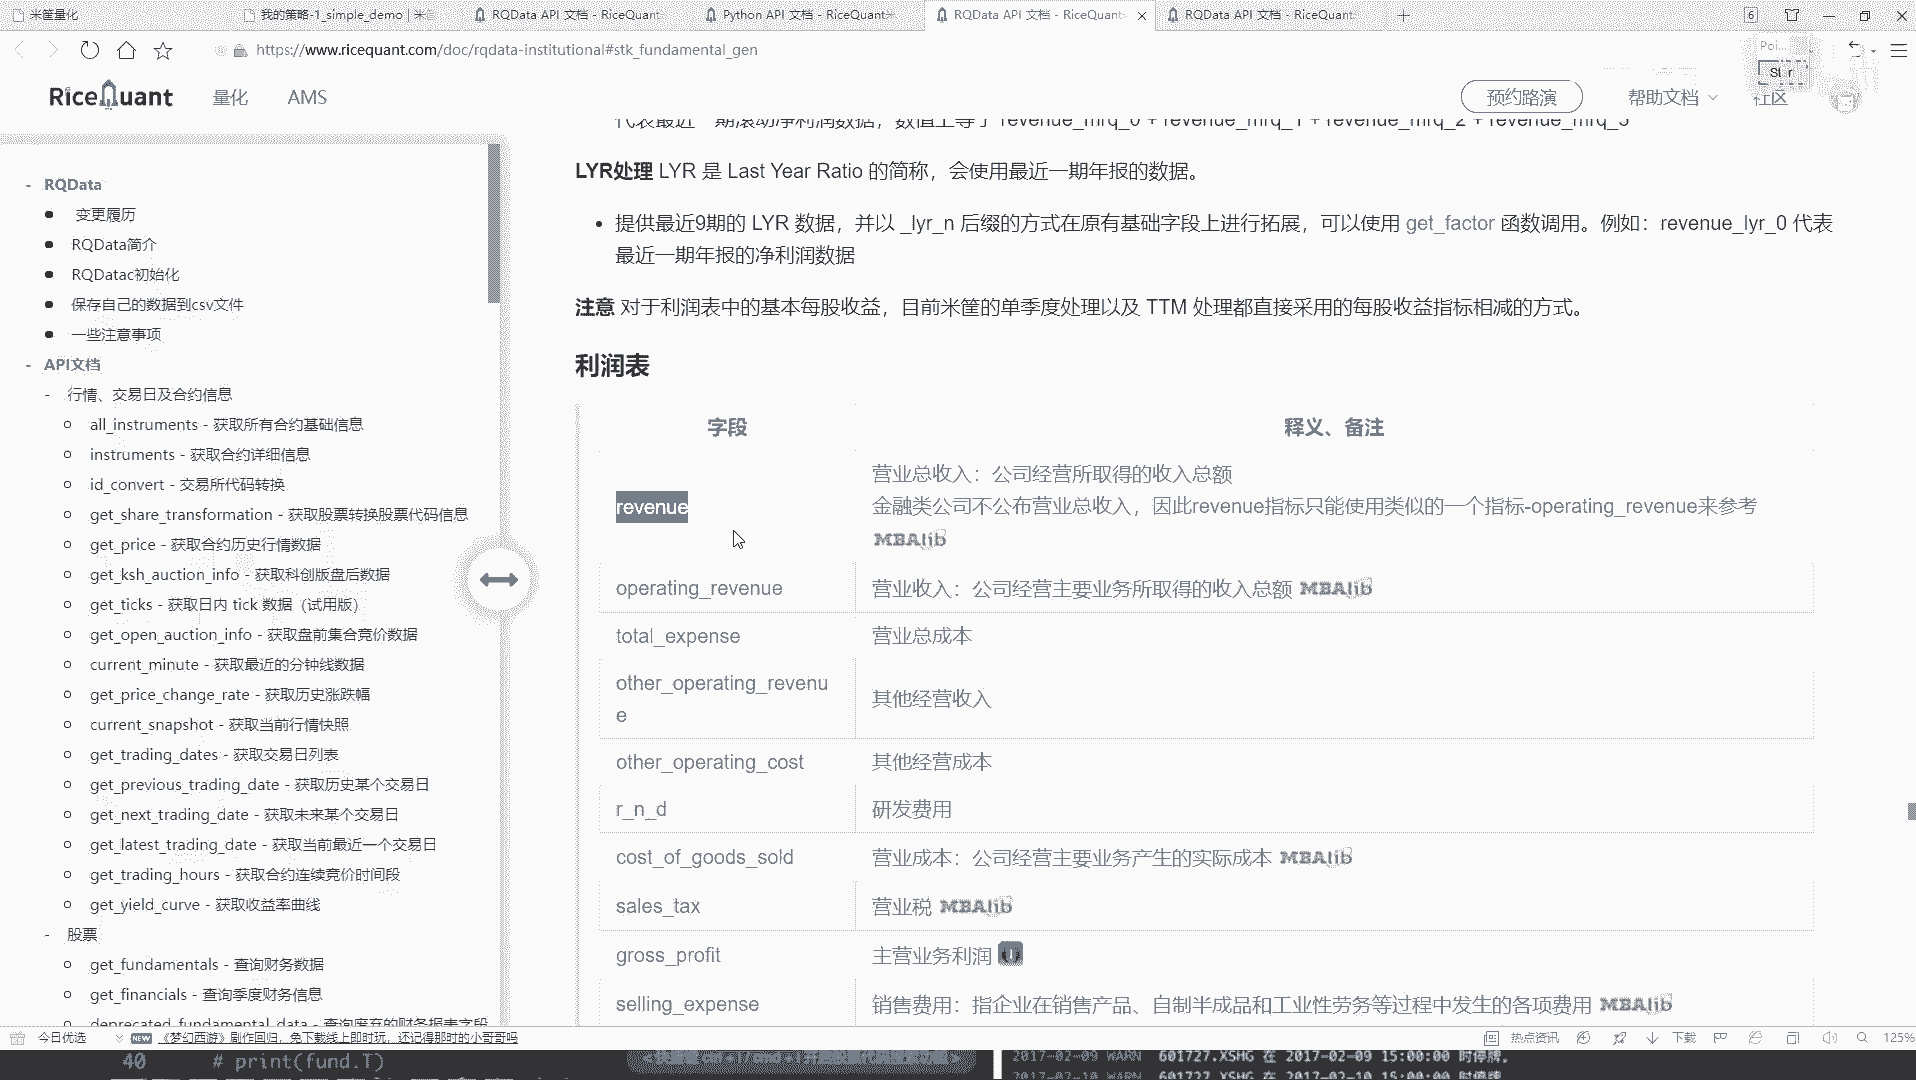 米筐量化
我的策略-1_simple_demo | 米
RQData API 文档 - RiceQuant
Python API 文档 - RiceQuant
RQData API 文档 - RiceQuant
RQData API 文档 - RiceQuant
6
https://www.ricequant.com/doc/rqdata-institutional#stk_fundamental_gen
RiceQuant
量化
AMS
预约路演
帮助文档
社区
RQData
变更履历
RQData简介
RQDatac初始化
保存自己的数据到csv文件
一些注意事项
API文档
行情、交易日及合约信息
all_instruments - 获取所有合约基础信息
instruments - 获取合约详细信息
id_convert - 交易所代码转换
get_share_transformation - 获取股票转换股票代码信息
get_price - 获取合约历史行情数据
get_ksh_auction_info - 获取科创版盘后数据
get_ticks - 获取日内 tick 数据（试用版）
get_open_auction_info - 获取盘前集合竞价数据
current_minute - 获取最近的分钟线数据
get_price_change_rate - 获取历史涨跌幅
current_snapshot - 获取当前行情快照
get_trading_dates - 获取交易日列表
get_previous_trading_date - 获取历史某个交易日
get_next_trading_date - 获取未来某个交易日
get_latest_trading_date - 获取当前最近一个交易日
get_trading_hours - 获取合约连续竞价时间段
get_yield_curve - 获取收益率曲线
股票
get_fundamentals - 查询财务数据
get_financials - 查询季度财务信息
deprecated_fundamental_data - 查询废弃的财务报表字段
代表最近一期滚动净利润数据，数值上等于 revenue_mrq_0 + revenue_mrq_1 + revenue_mrq_2 + revenue_mrq_3
LYR处理 LYR 是 Last Year Ratio 的简称，会使用最近一期年报的数据。
提供最近9期的 LYR 数据，并以 _lyr_n 后缀的方式在原有基础字段上进行拓展，可以使用 get_factor 函数调用。例如：revenue_lyr_0 代表
最近一期年报的净利润数据
注意 对于利润表中的基本每股收益，目前米筐的单季度处理以及 TTM 处理都直接采用的每股收益指标相减的方式。
利润表
字段 释义、备注
营业总收入：公司经营所取得的收入总额
revenue 金融类公司不公布营业总收入，因此revenue指标只能使用类似的一个指标-operating_revenue来参考
MBAlib
operating_revenue 营业收入：公司经营主要业务所取得的收入总额 MBAlib
total_expense 营业总成本
other_operating_revenu
e 其他经营收入
other_operating_cost 其他经营成本
r_n_d 研发费用
cost_of_goods_sold 营业成本：公司经营主要业务产生的实际成本 MBAlib
sales_tax 营业税 MBAlib
gross_profit 主营业务利润
selling_expense 销售费用：指企业在销售产品、自制半成品和工业性劳务等过程中发生的各项费用 MBAlib
今日优选
NEW 《梦幻西游》剧作回归，免下载线上即时玩，还记得那时的小哥哥吗
热点资讯
下载
125%
40 # print(fund.T)
2017-02-09 WARN 601727.XSHG 在 2017-02-09 15:00:00 时停牌。
2017-02-10 WARN 601727.XSHG 在 2017-02-10 15:00:00 时停牌。